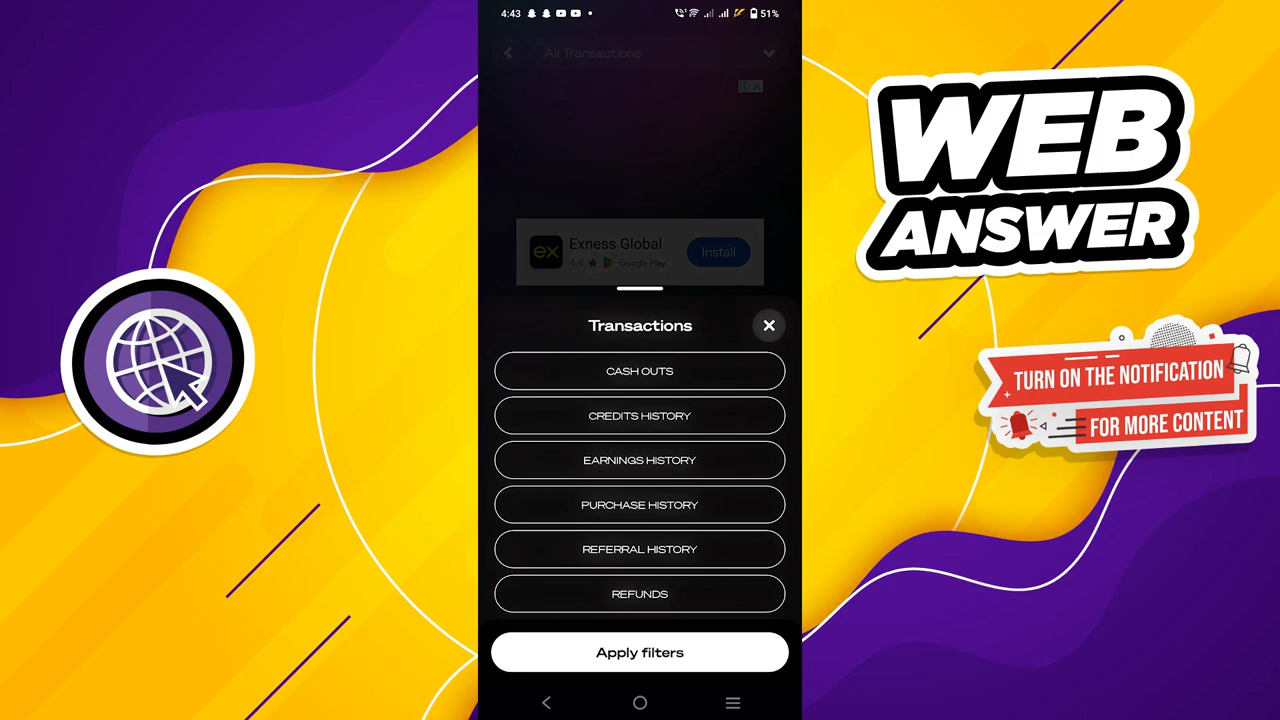 4:43
51%
All Transactions
Exness Global
Install
ex
4.4 ★ Google Play
Transactions
CASH OUTS
CREDITS HISTORY
EARNINGS HISTORY
PURCHASE HISTORY
REFERRAL HISTORY
REFUNDS
Apply filters
WEB
ANSWER
TURN ON THE NOTIFICATION
FOR MORE CONTENT